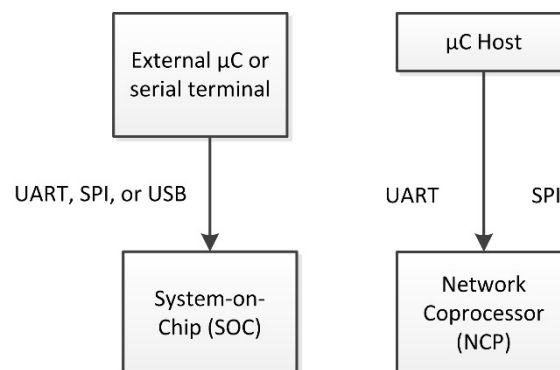 External µC or
serial terminal
UART, SPI, or USB
System-on-
Chip (SOC)
µC Host
UART
SPI
Network
Coprocessor
(NCP)